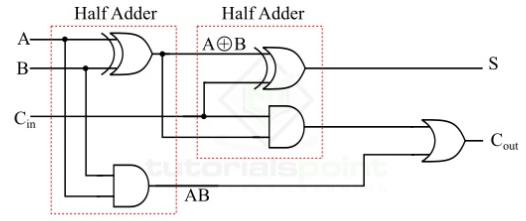 Half Adder Half Adder
A
A⊕B
B
S
C_in
C_out
tutorialspoint
AB